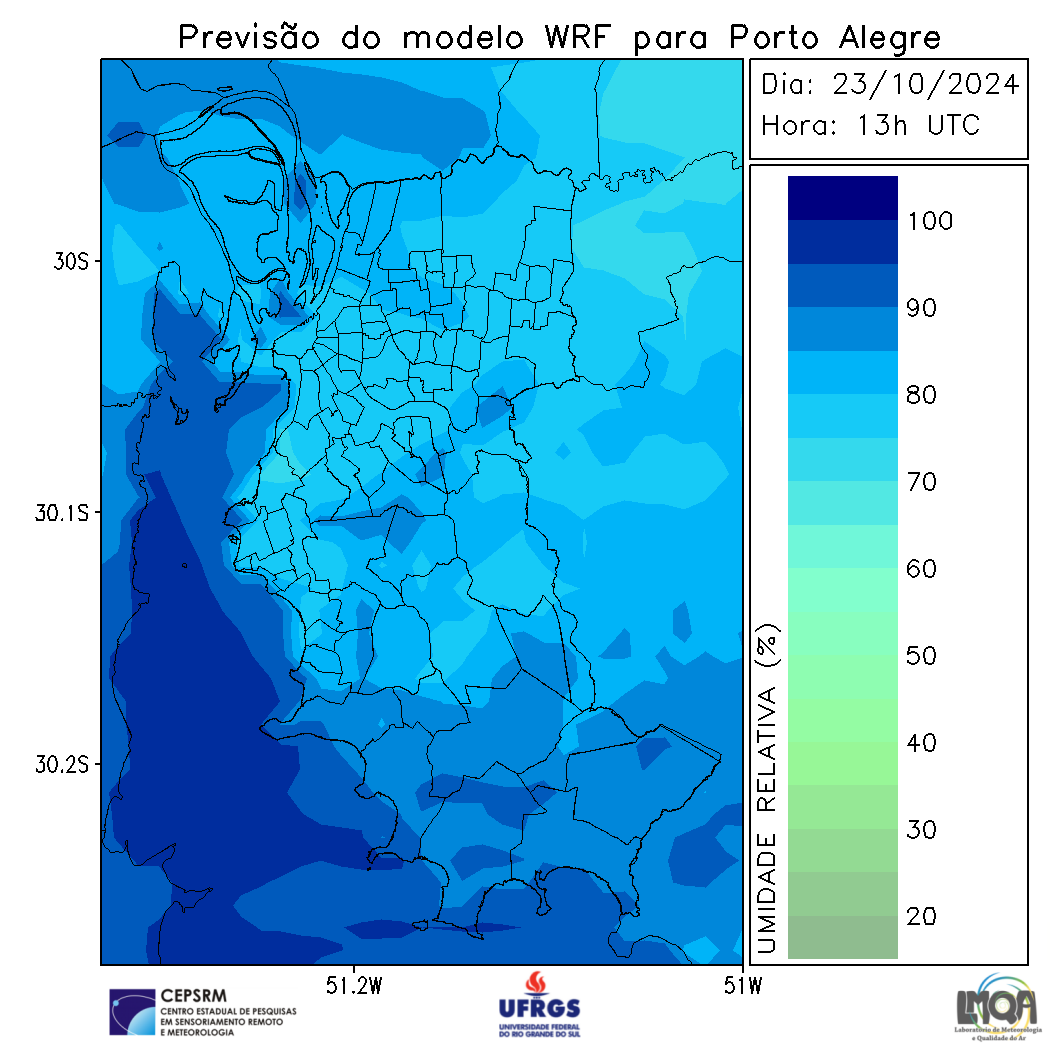 Previsão do modelo WRF para Porto Alegre
Dia: 23/10/2024
Hora: 13h UTC
30S
30.1S
30.2S
51.2W
51W
100
90
80
70
60
50
40
30
20
UMIDADE RELATIVA (%)
CEPSRM
CENTRO ESTADUAL DE PESQUISAS
EM SENSORIAMENTO REMOTO
E METEOROLOGIA
UFRGS
UNIVERSIDADE FEDERAL
DO RIO GRANDE DO SUL
LMQA
Laboratório de Meteorologia
e Qualidade do Ar